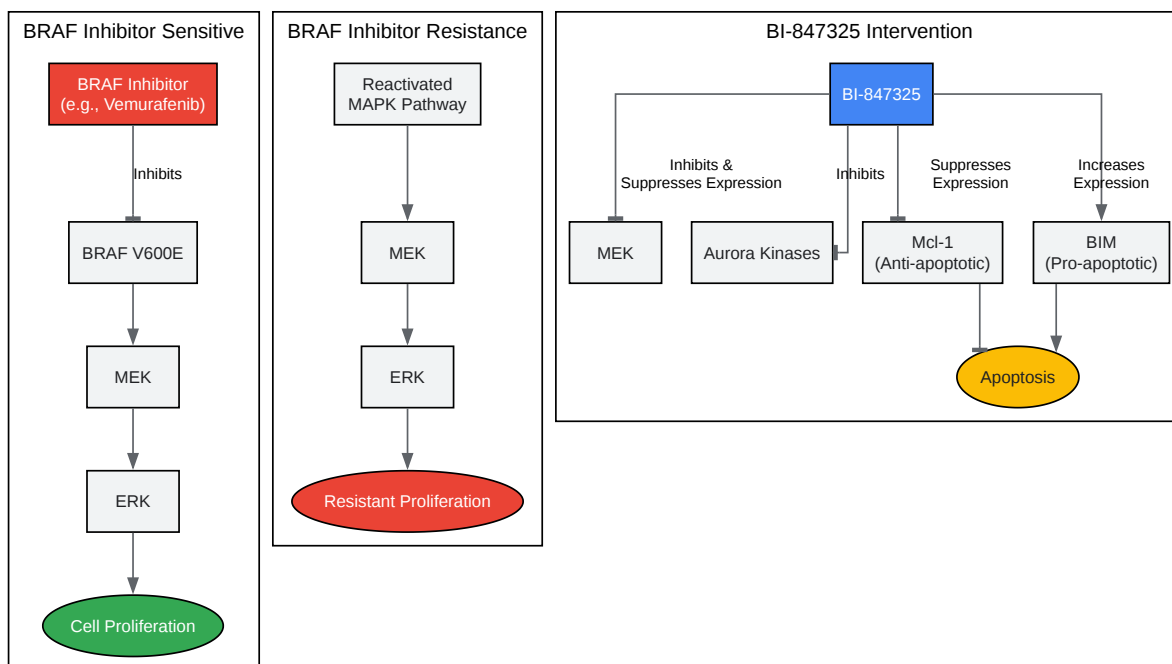 BRAF Inhibitor Sensitive
BRAF Inhibitor
(e.g., Vemurafenib)
Inhibits
BRAF V600E
MEK
ERK
Cell Proliferation
BRAF Inhibitor Resistance
Reactivated
MAPK Pathway
MEK
ERK
Resistant Proliferation
BI-847325 Intervention
BI-847325
Inhibits &
Suppresses Expression
Inhibits
Suppresses
Expression
Increases
Expression
MEK
Aurora Kinases
Mcl-1
(Anti-apoptotic)
BIM
(Pro-apoptotic)
Apoptosis